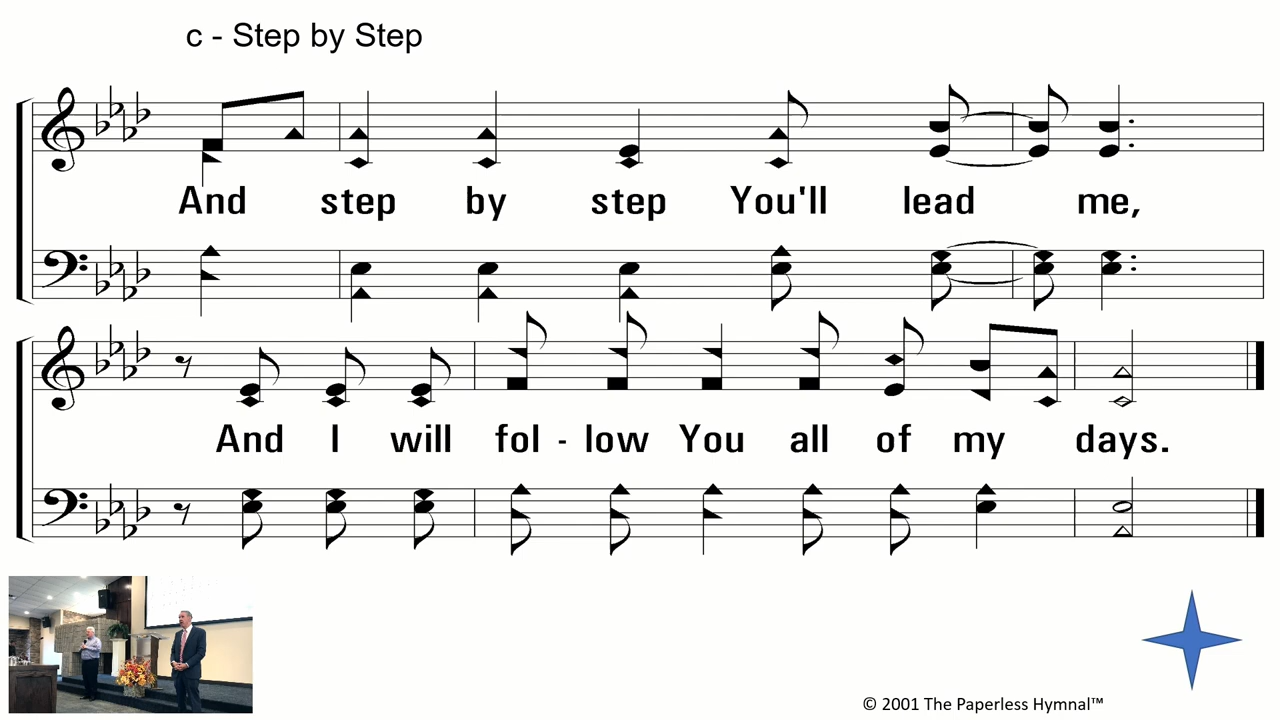 c - Step by Step
And step by step You'll lead me,
And I will fol - low You all of my days.
© 2001 The Paperless Hymnal™